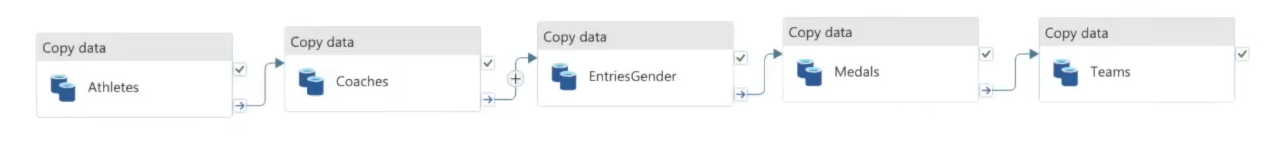 Copy data
Athletes
Copy data
Coaches
Copy data
EntriesGender
Copy data
Medals
Copy data
Teams